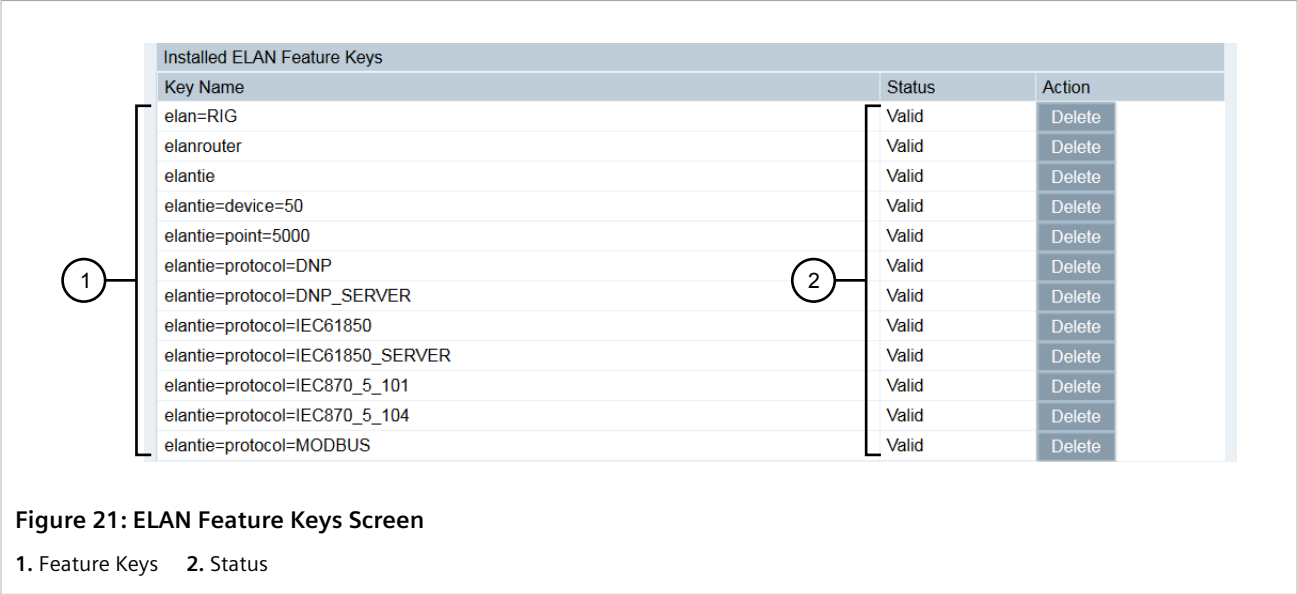 Installed ELAN Feature Keys
Key Name Status Action
elan=RIG Valid Delete
elanrouter Valid Delete
elantie Valid Delete
elantie=device=50 Valid Delete
elantie=point=5000 Valid Delete
elantie=protocol=DNP Valid Delete
1 2
elantie=protocol=DNP_SERVER Valid Delete
elantie=protocol=IEC61850 Valid Delete
elantie=protocol=IEC61850_SERVER Valid Delete
elantie=protocol=IEC870_5_101 Valid Delete
elantie=protocol=IEC870_5_104 Valid Delete
elantie=protocol=MODBUS Valid Delete
Figure 21: ELAN Feature Keys Screen
1. Feature Keys 2. Status